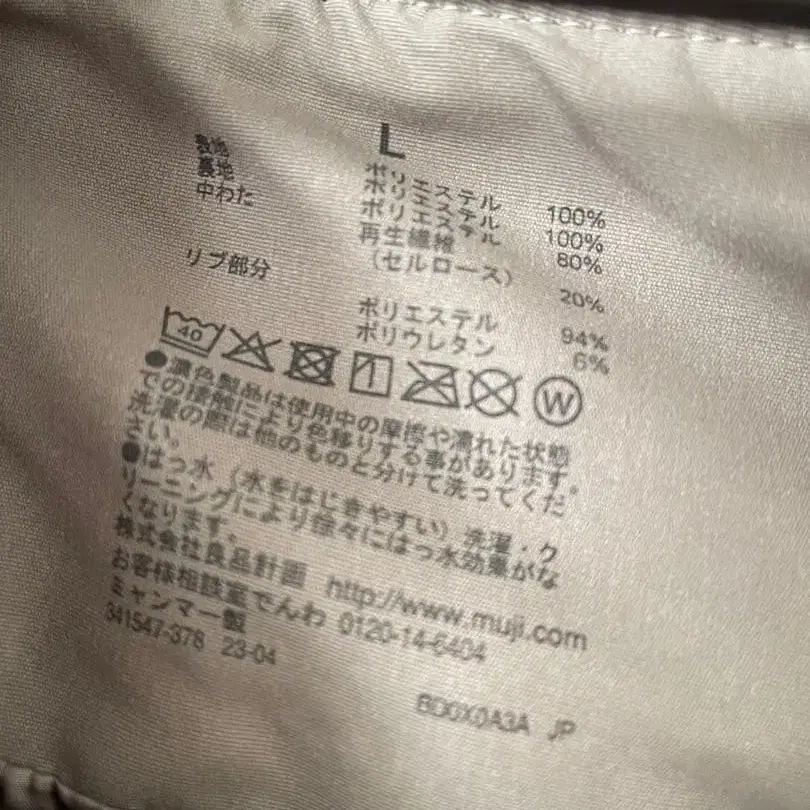 L
表地 ポリエステル 100%
裏地 ポリエステル 100%
中わた ポリエステル 80%
再生繊維
(セルロース) 20%
リブ部分 ポリエステル 94%
ポリウレタン 6%
40 W
●濃色製品は使用中の摩擦や濡れた状態
での接触により色移りする事があります。
洗濯の際は他のものと分けて洗ってくだ
さい。
●はっ水(水をはじきやすい)洗濯・ク
リーニングにより徐々にはっ水効果がな
くなります。
株式会社良品計画 http://www.muji.com
お客様相談室でんわ 0120-14-6404
ミャンマー製
341547-378 23-04
BD0X0A3A JP